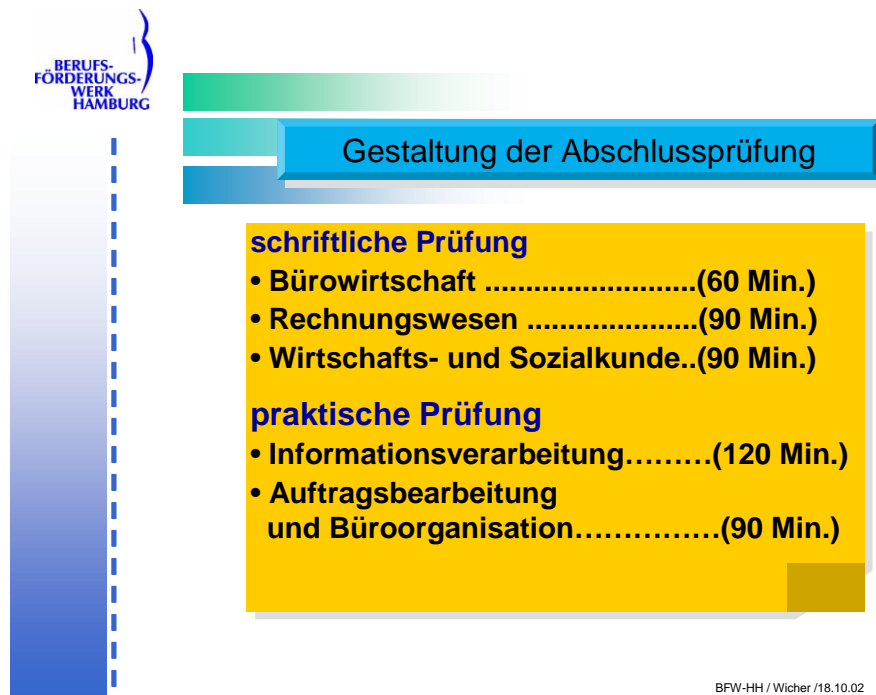 BERUFS-
FÖRDERUNGS-
WERK
HAMBURG
Gestaltung der Abschlussprüfung
schriftliche Prüfung
• Bürowirtschaft ..........................(60 Min.)
• Rechnungswesen .....................(90 Min.)
• Wirtschafts- und Sozialkunde..(90 Min.)
praktische Prüfung
• Informationsverarbeitung………(120 Min.)
• Auftragsbearbeitung
und Büroorganisation……………(90 Min.)
BFW-HH / Wicher /18.10.02